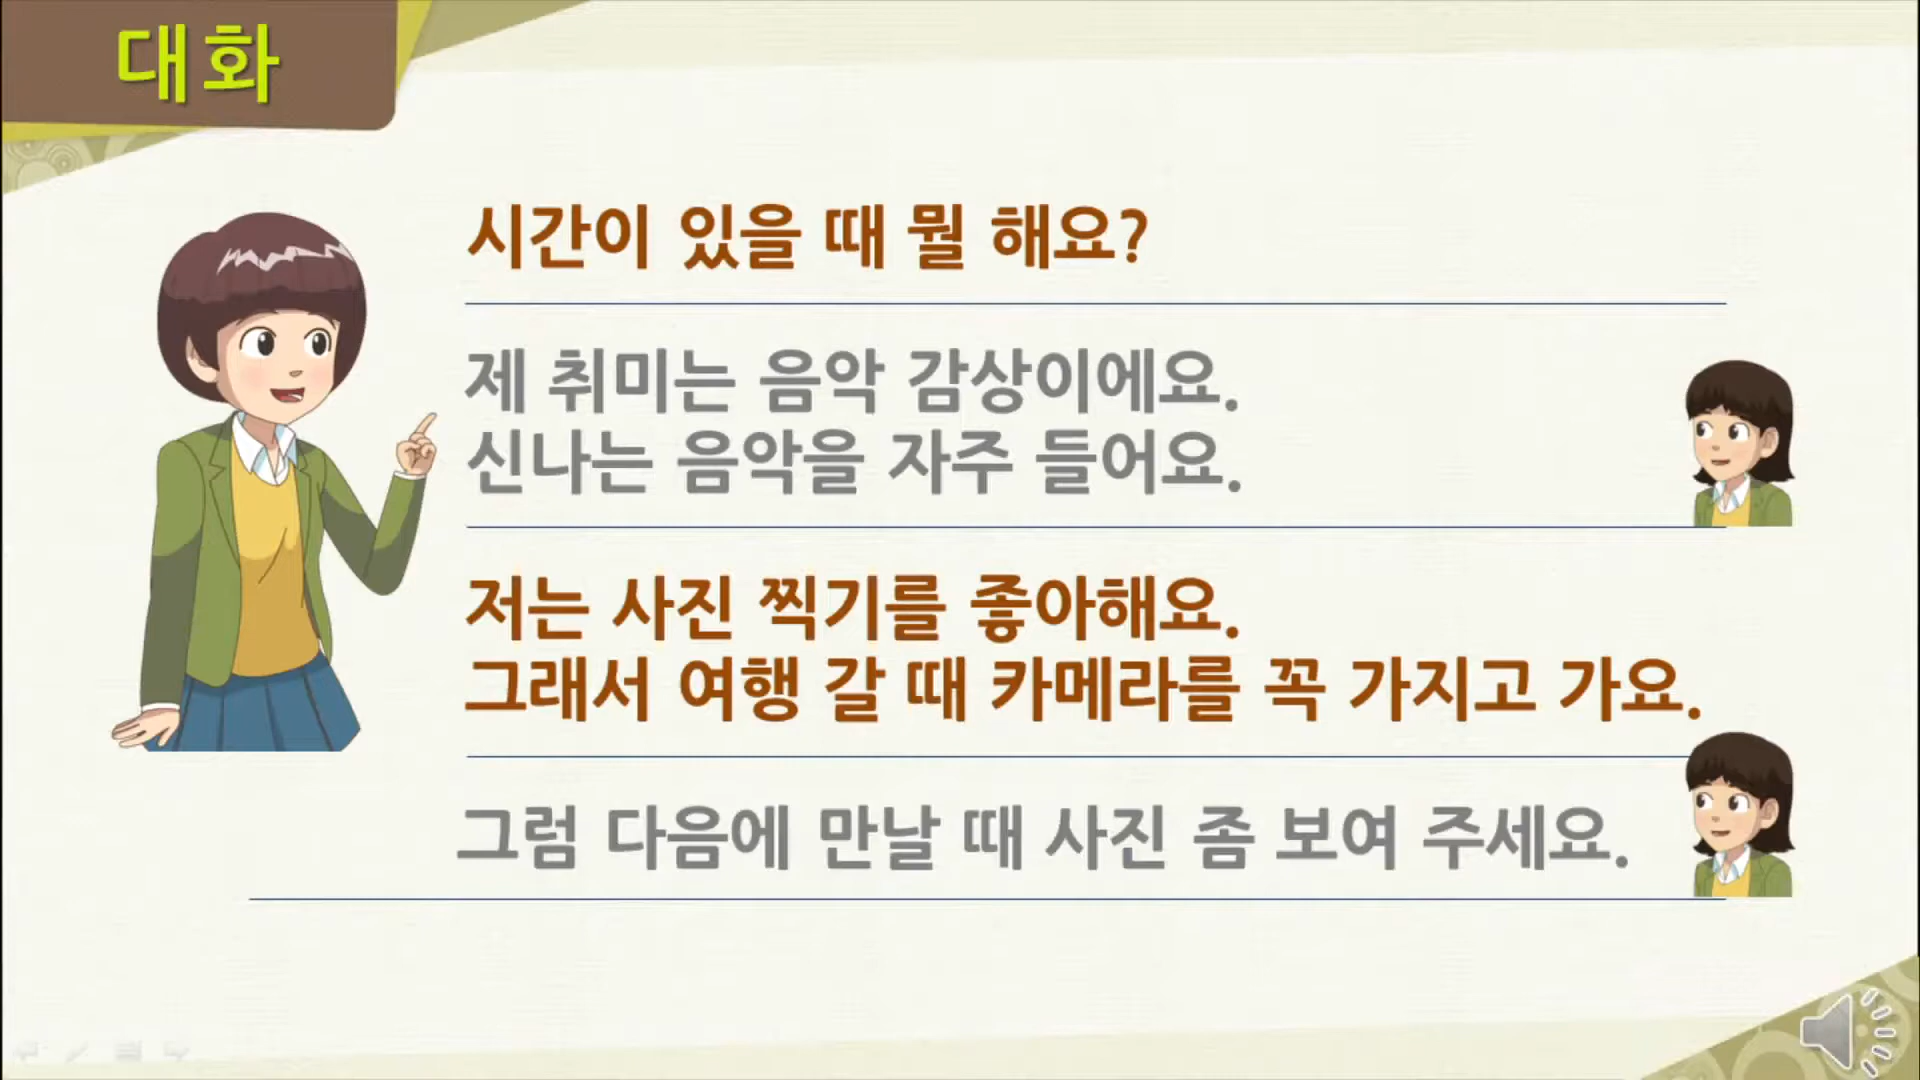 대화
시간이 있을 때 뭘 해요?
제 취미는 음악 감상이에요.
신나는 음악을 자주 들어요.
저는 사진 찍기를 좋아해요.
그래서 여행 갈 때 카메라를 꼭 가지고 가요.
그럼 다음에 만날 때 사진 좀 보여 주세요.